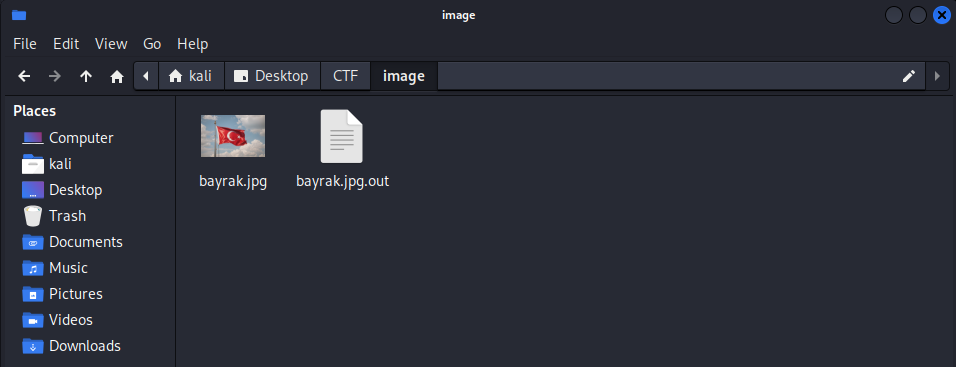 image
File Edit View Go Help
kali Desktop CTF image
Places
Computer
kali
Desktop
Trash
Documents
Music
Pictures
Videos
Downloads
bayrak.jpg bayrak.jpg.out